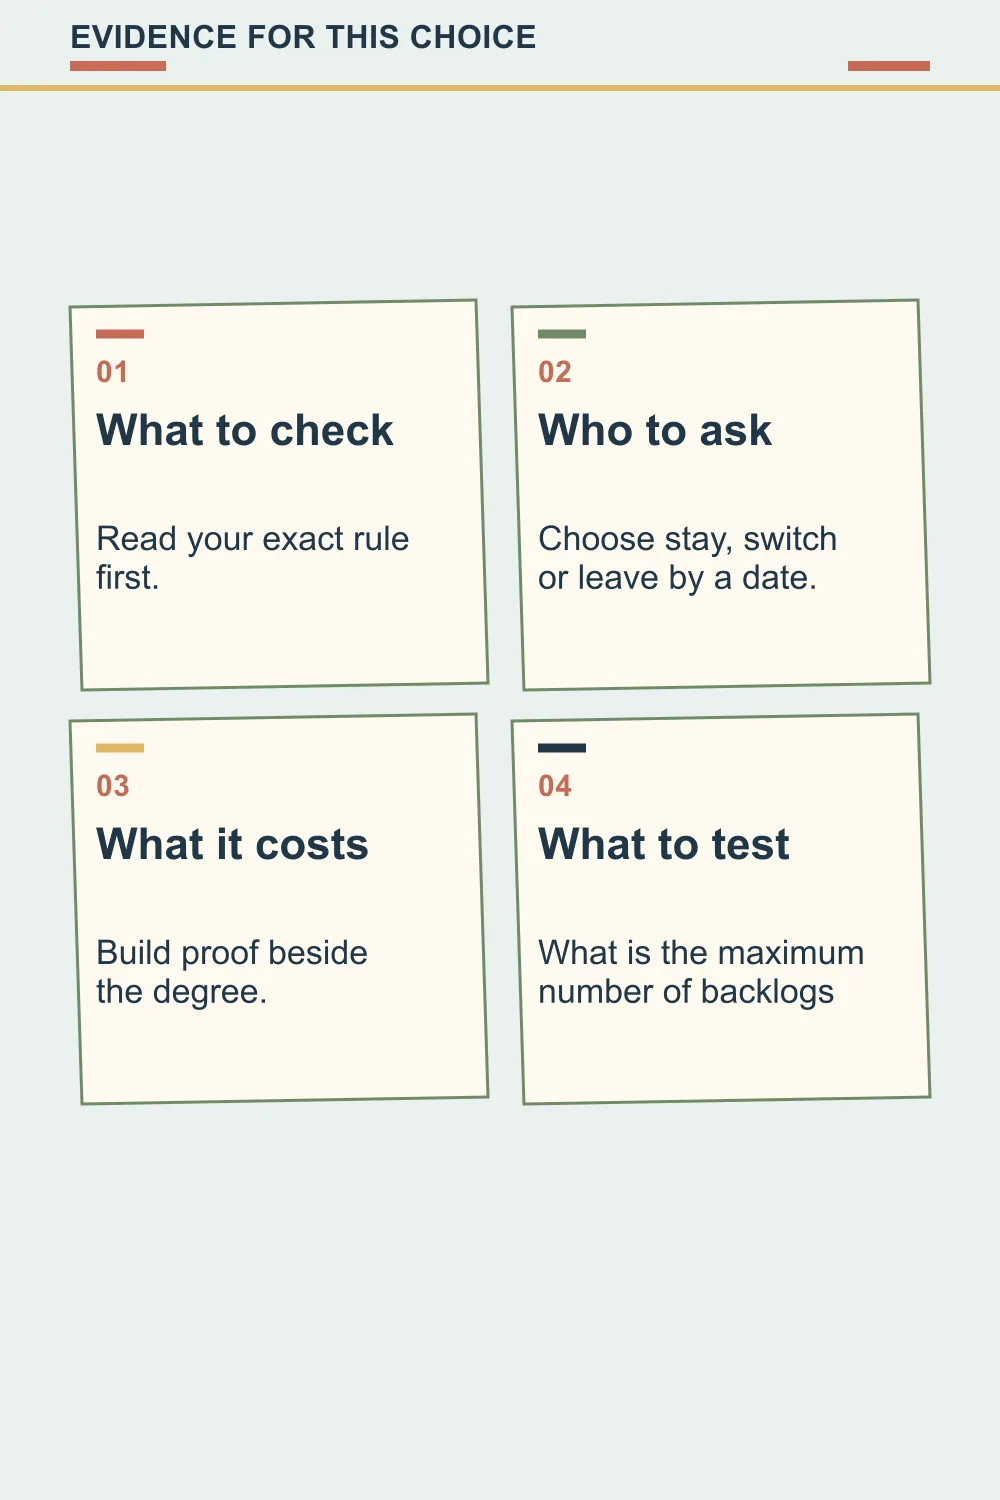 EVIDENCE FOR THIS CHOICE
01
What to check
Read your exact rule
first.
02
Who to ask
Choose stay, switch
or leave by a date.
03
What it costs
Build proof beside
the degree.
04
What to test
What is the maximum
number of backlogs